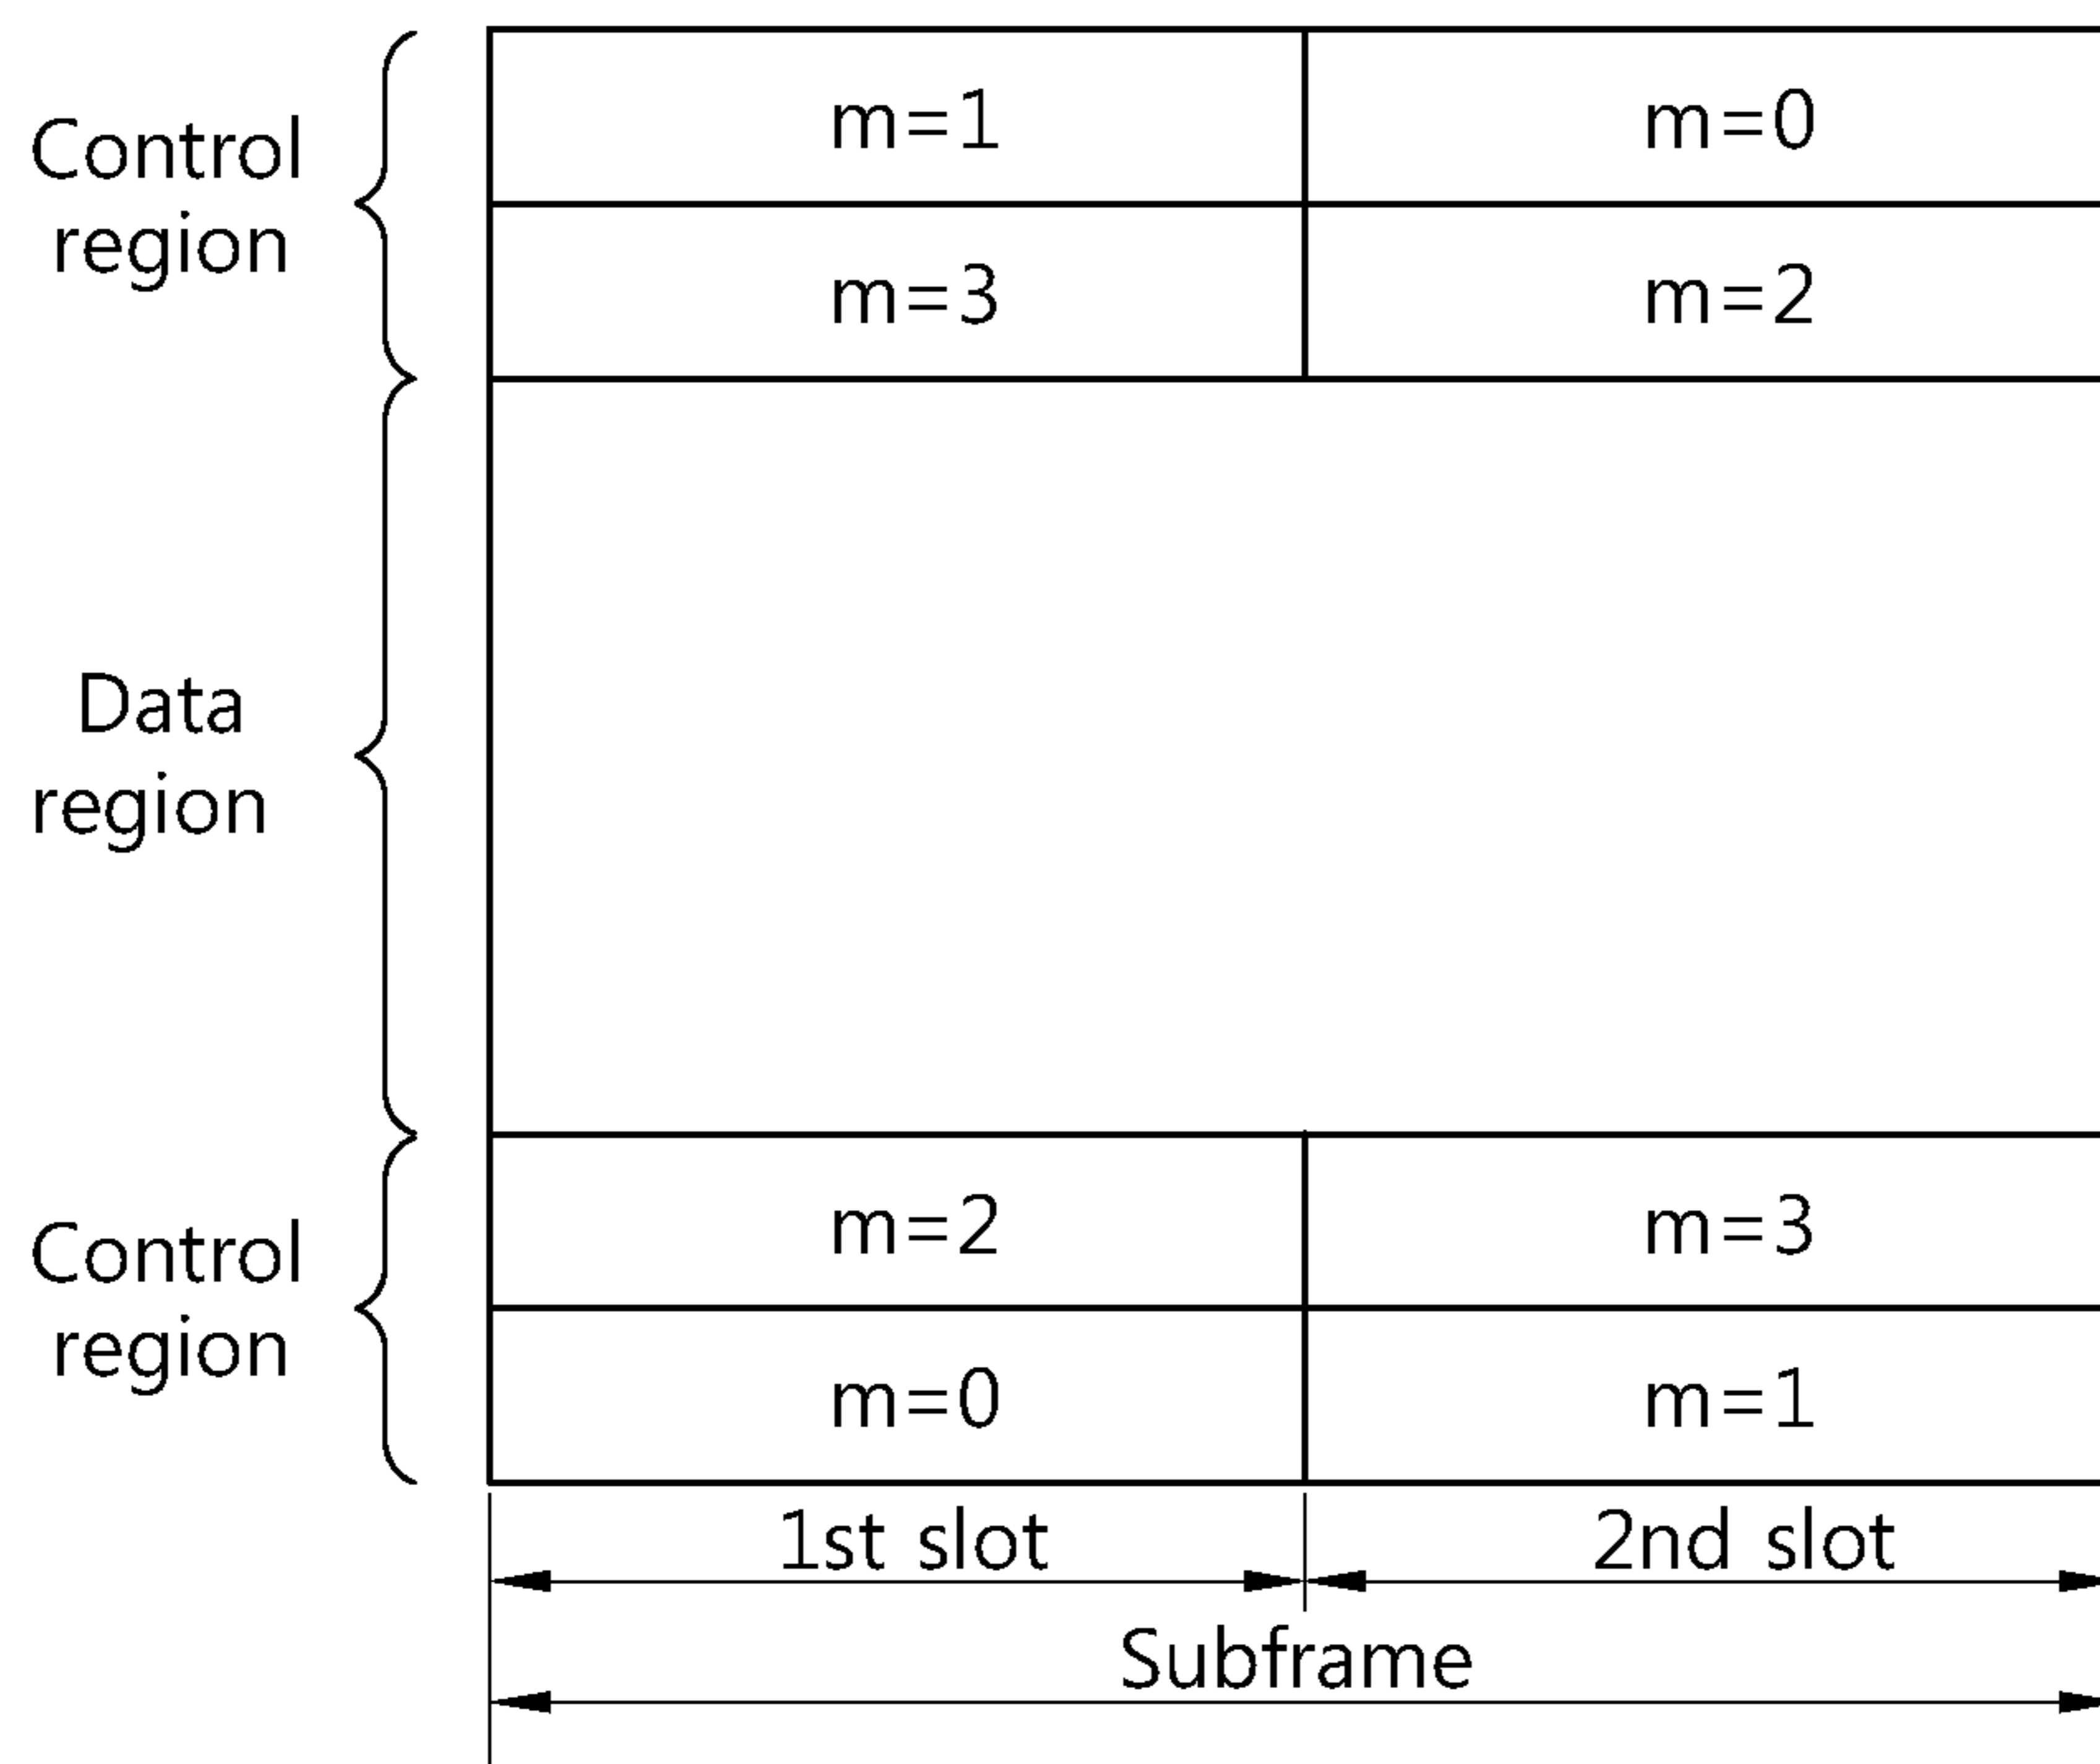 m=1 m=0
Control
region
m=3 m=2
Data
region
m=2 m=3
Control
region
m=0 m=1
1st slot 2nd slot
Subframe